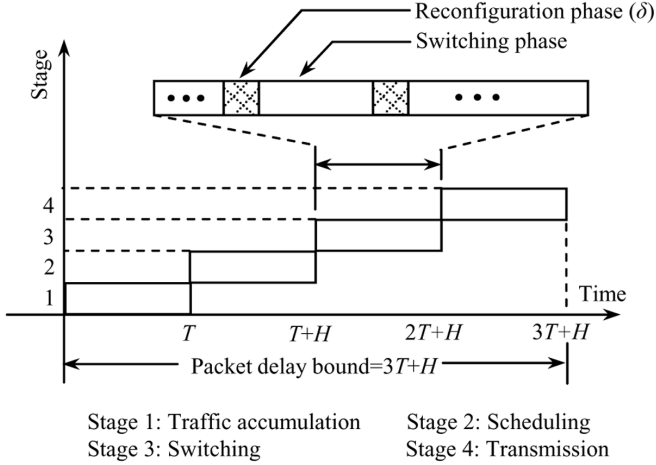 Reconfiguration phase (δ)
Switching phase
Stage
4
3
2
1
Time
T
T+H
2T+H
3T+H
Packet delay bound=3T+H
Stage 1: Traffic accumulation
Stage 2: Scheduling
Stage 3: Switching
Stage 4: Transmission